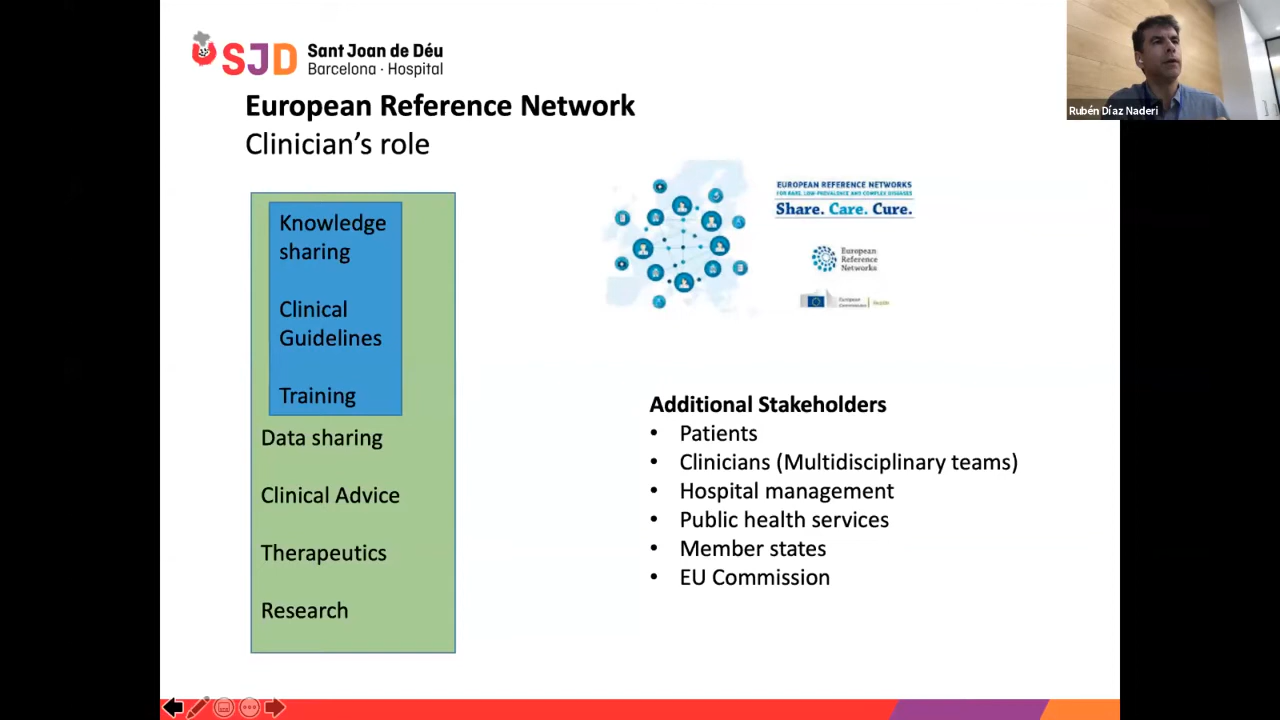 SJD Sant Joan de Déu
Barcelona · Hospital
Rubén Díaz Naderi
European Reference Network
Clinician's role
Knowledge
sharing
Clinical
Guidelines
Training
Data sharing
Clinical Advice
Therapeutics
Research
EUROPEAN REFERENCE NETWORKS
FOR RARE, LOW-PREVALENCE AND COMPLEX DISEASES
Share. Care. Cure.
European
Reference
Networks
European
Commission
Health
Additional Stakeholders
• Patients
• Clinicians (Multidisciplinary teams)
• Hospital management
• Public health services
• Member states
• EU Commission